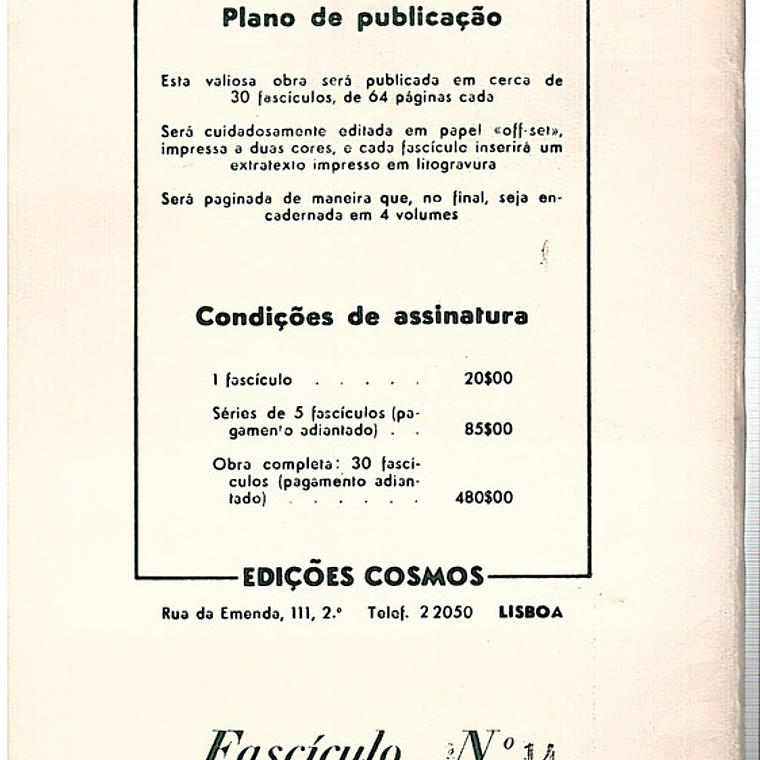 Plano de publicação
Esta valiosa obra será publicada em cerca de
30 fascículos, de 64 páginas cada
Será cuidadosamente editada em papel «off-set»,
impressa a duas cores, e cada fascículo inserirá um
extratexto impresso em litogravura
Será paginada de maneira que, no final, seja en-
cadernada em 4 volumes
Condições de assinatura
1 fascículo . . . . . 20$00
Séries de 5 fascículos (pa-
gamento adiantado) . . 85$00
Obra completa: 30 fascí-
culos (pagamento adian-
tado) . . . . . . 480$00
EDIÇÕES COSMOS
Rua da Emenda, 111, 2.º Telef. 22050 LISBOA
Fascículo Nº 14